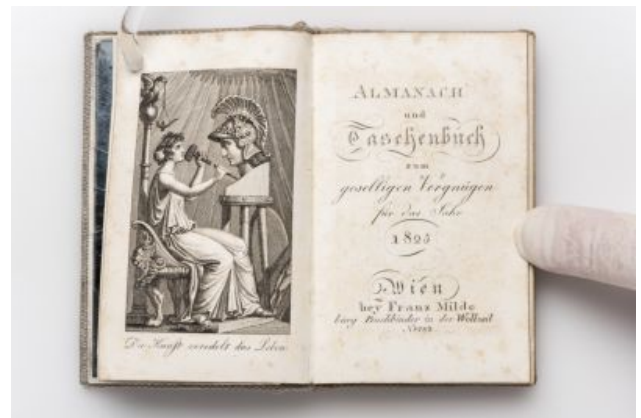 Die Kunst veredelt das Leben
ALMANACH
und
Taschenbuch
zum
geselligen Vergnügen
für das Jahr
1825
Wien
bey Franz Milde
bürg. Buchbinder in der Wollzeil